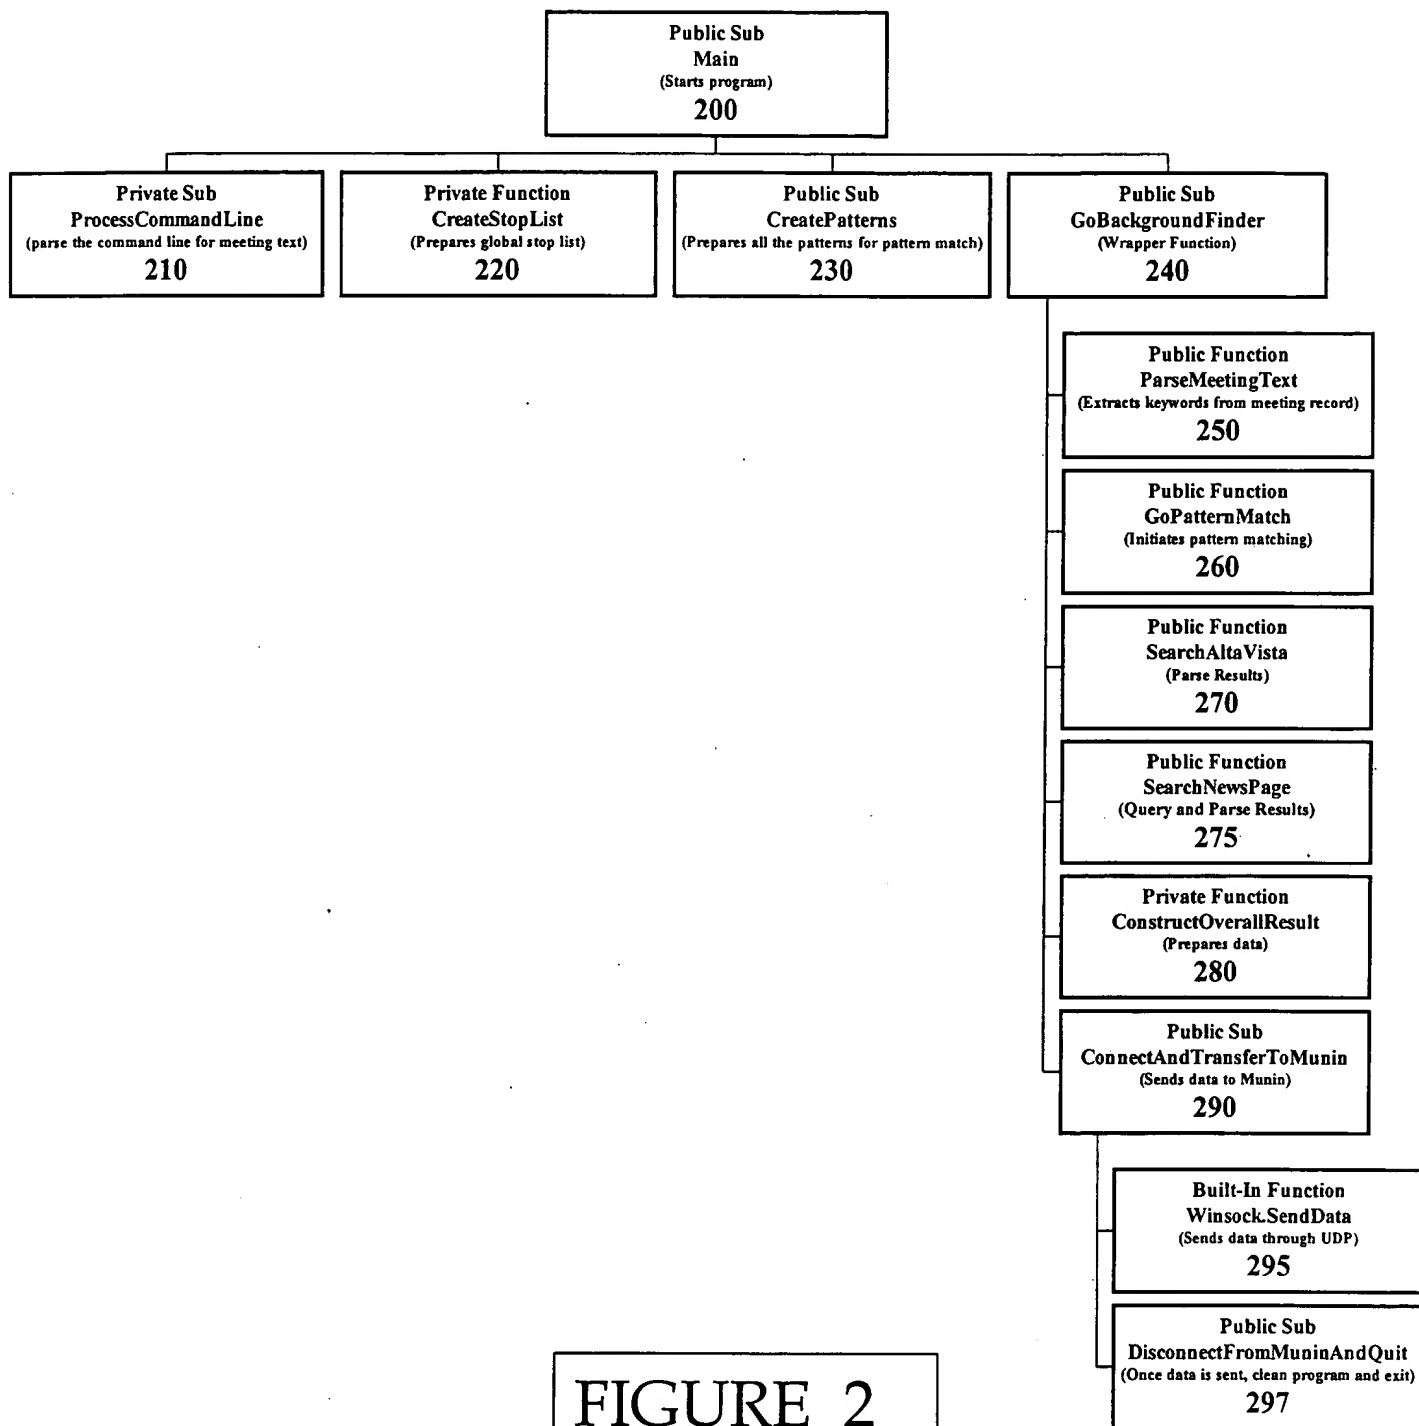 Public Sub
Main
(Starts program)
200
Private Sub
ProcessCommandLine
(parse the command line for meeting text)
210
Private Function
CreateStopList
(Prepares global stop list)
220
Public Sub
CreatePatterns
(Prepares all the patterns for pattern match)
230
Public Sub
GoBackgroundFinder
(Wrapper Function)
240
Public Function
ParseMeetingText
(Extracts keywords from meeting record)
250
Public Function
GoPatternMatch
(Initiates pattern matching)
260
Public Function
SearchAltaVista
(Parse Results)
270
Public Function
SearchNewsPage
(Query and Parse Results)
275
Private Function
ConstructOverallResult
(Prepares data)
280
Public Sub
ConnectAndTransferToMunin
(Sends data to Munin)
290
Built-In Function
Winsock.SendData
(Sends data through UDP)
295
Public Sub
DisconnectFromMuninAndQuit
(Once data is sent, clean program and exit)
297
FIGURE 2